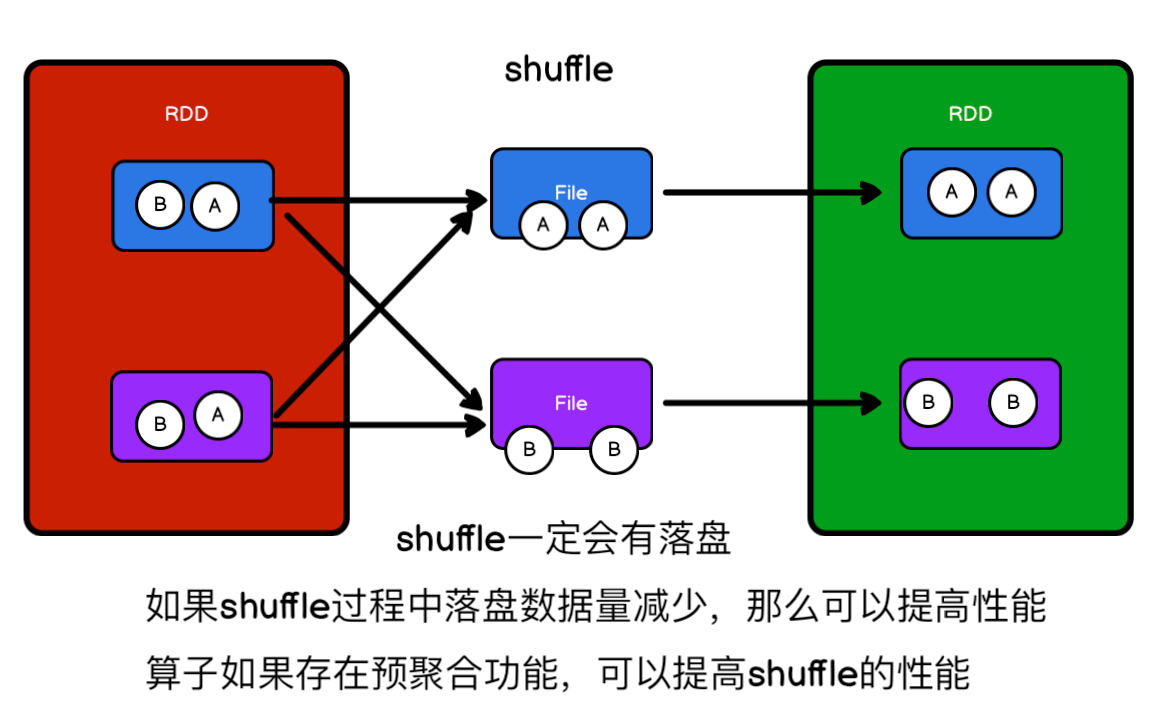 shuffle
RDD
RDD
B A
File
A A
A A
B A
File
B B
B B
shuffle一定会有落盘
如果shuffle过程中落盘数据量减少，那么可以提高性能
算子如果存在预聚合功能，可以提高shuffle的性能